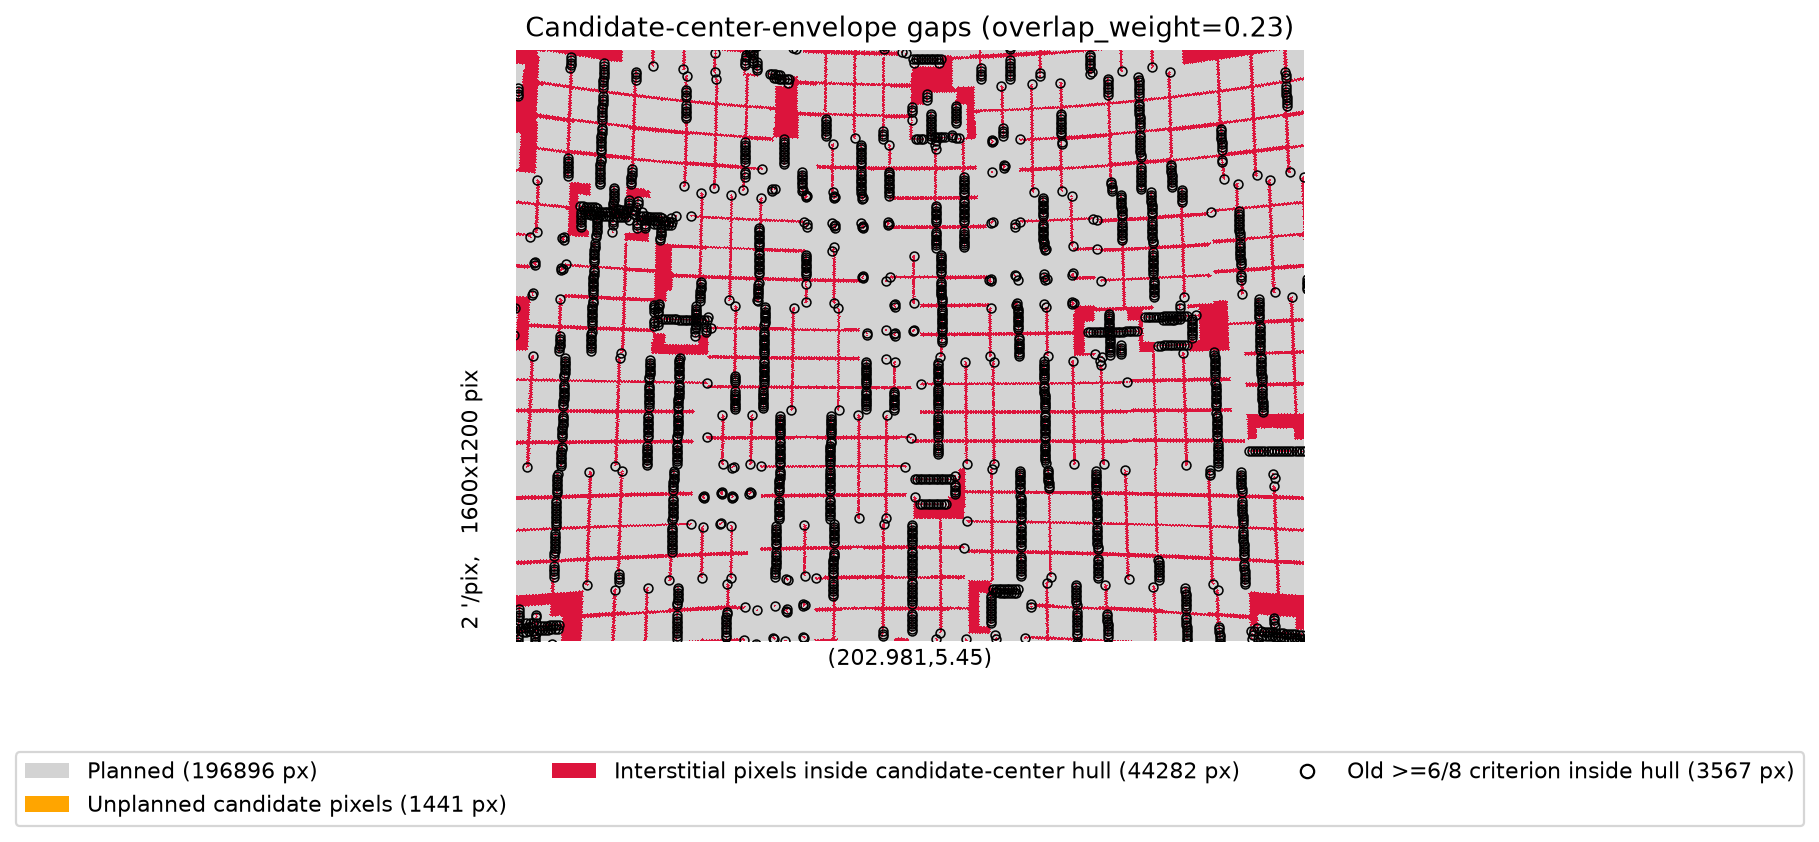 Candidate-center-envelope gaps (overlap_weight=0.23)
2 '/pix,   1600x1200 pix
(202.981,5.45)
Planned (196896 px)
Unplanned candidate pixels (1441 px)
Interstitial pixels inside candidate-center hull (44282 px)
Old >=6/8 criterion inside hull (3567 px)